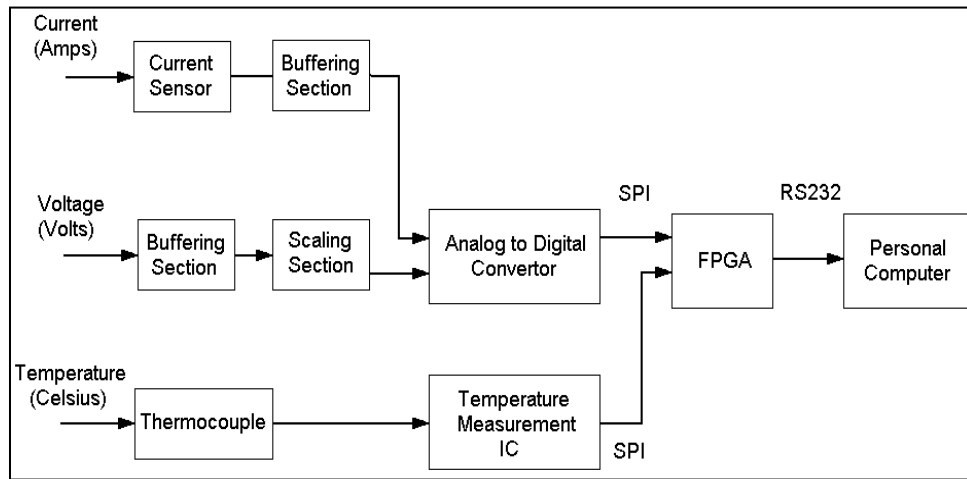 Current
(Amps)
Current
Sensor
Buffering
Section
Voltage
(Volts)
Buffering
Section
Scaling
Section
Analog to Digital
Convertor
SPI
FPGA
RS232
Personal
Computer
Temperature
(Celsius)
Thermocouple
Temperature
Measurement
IC
SPI